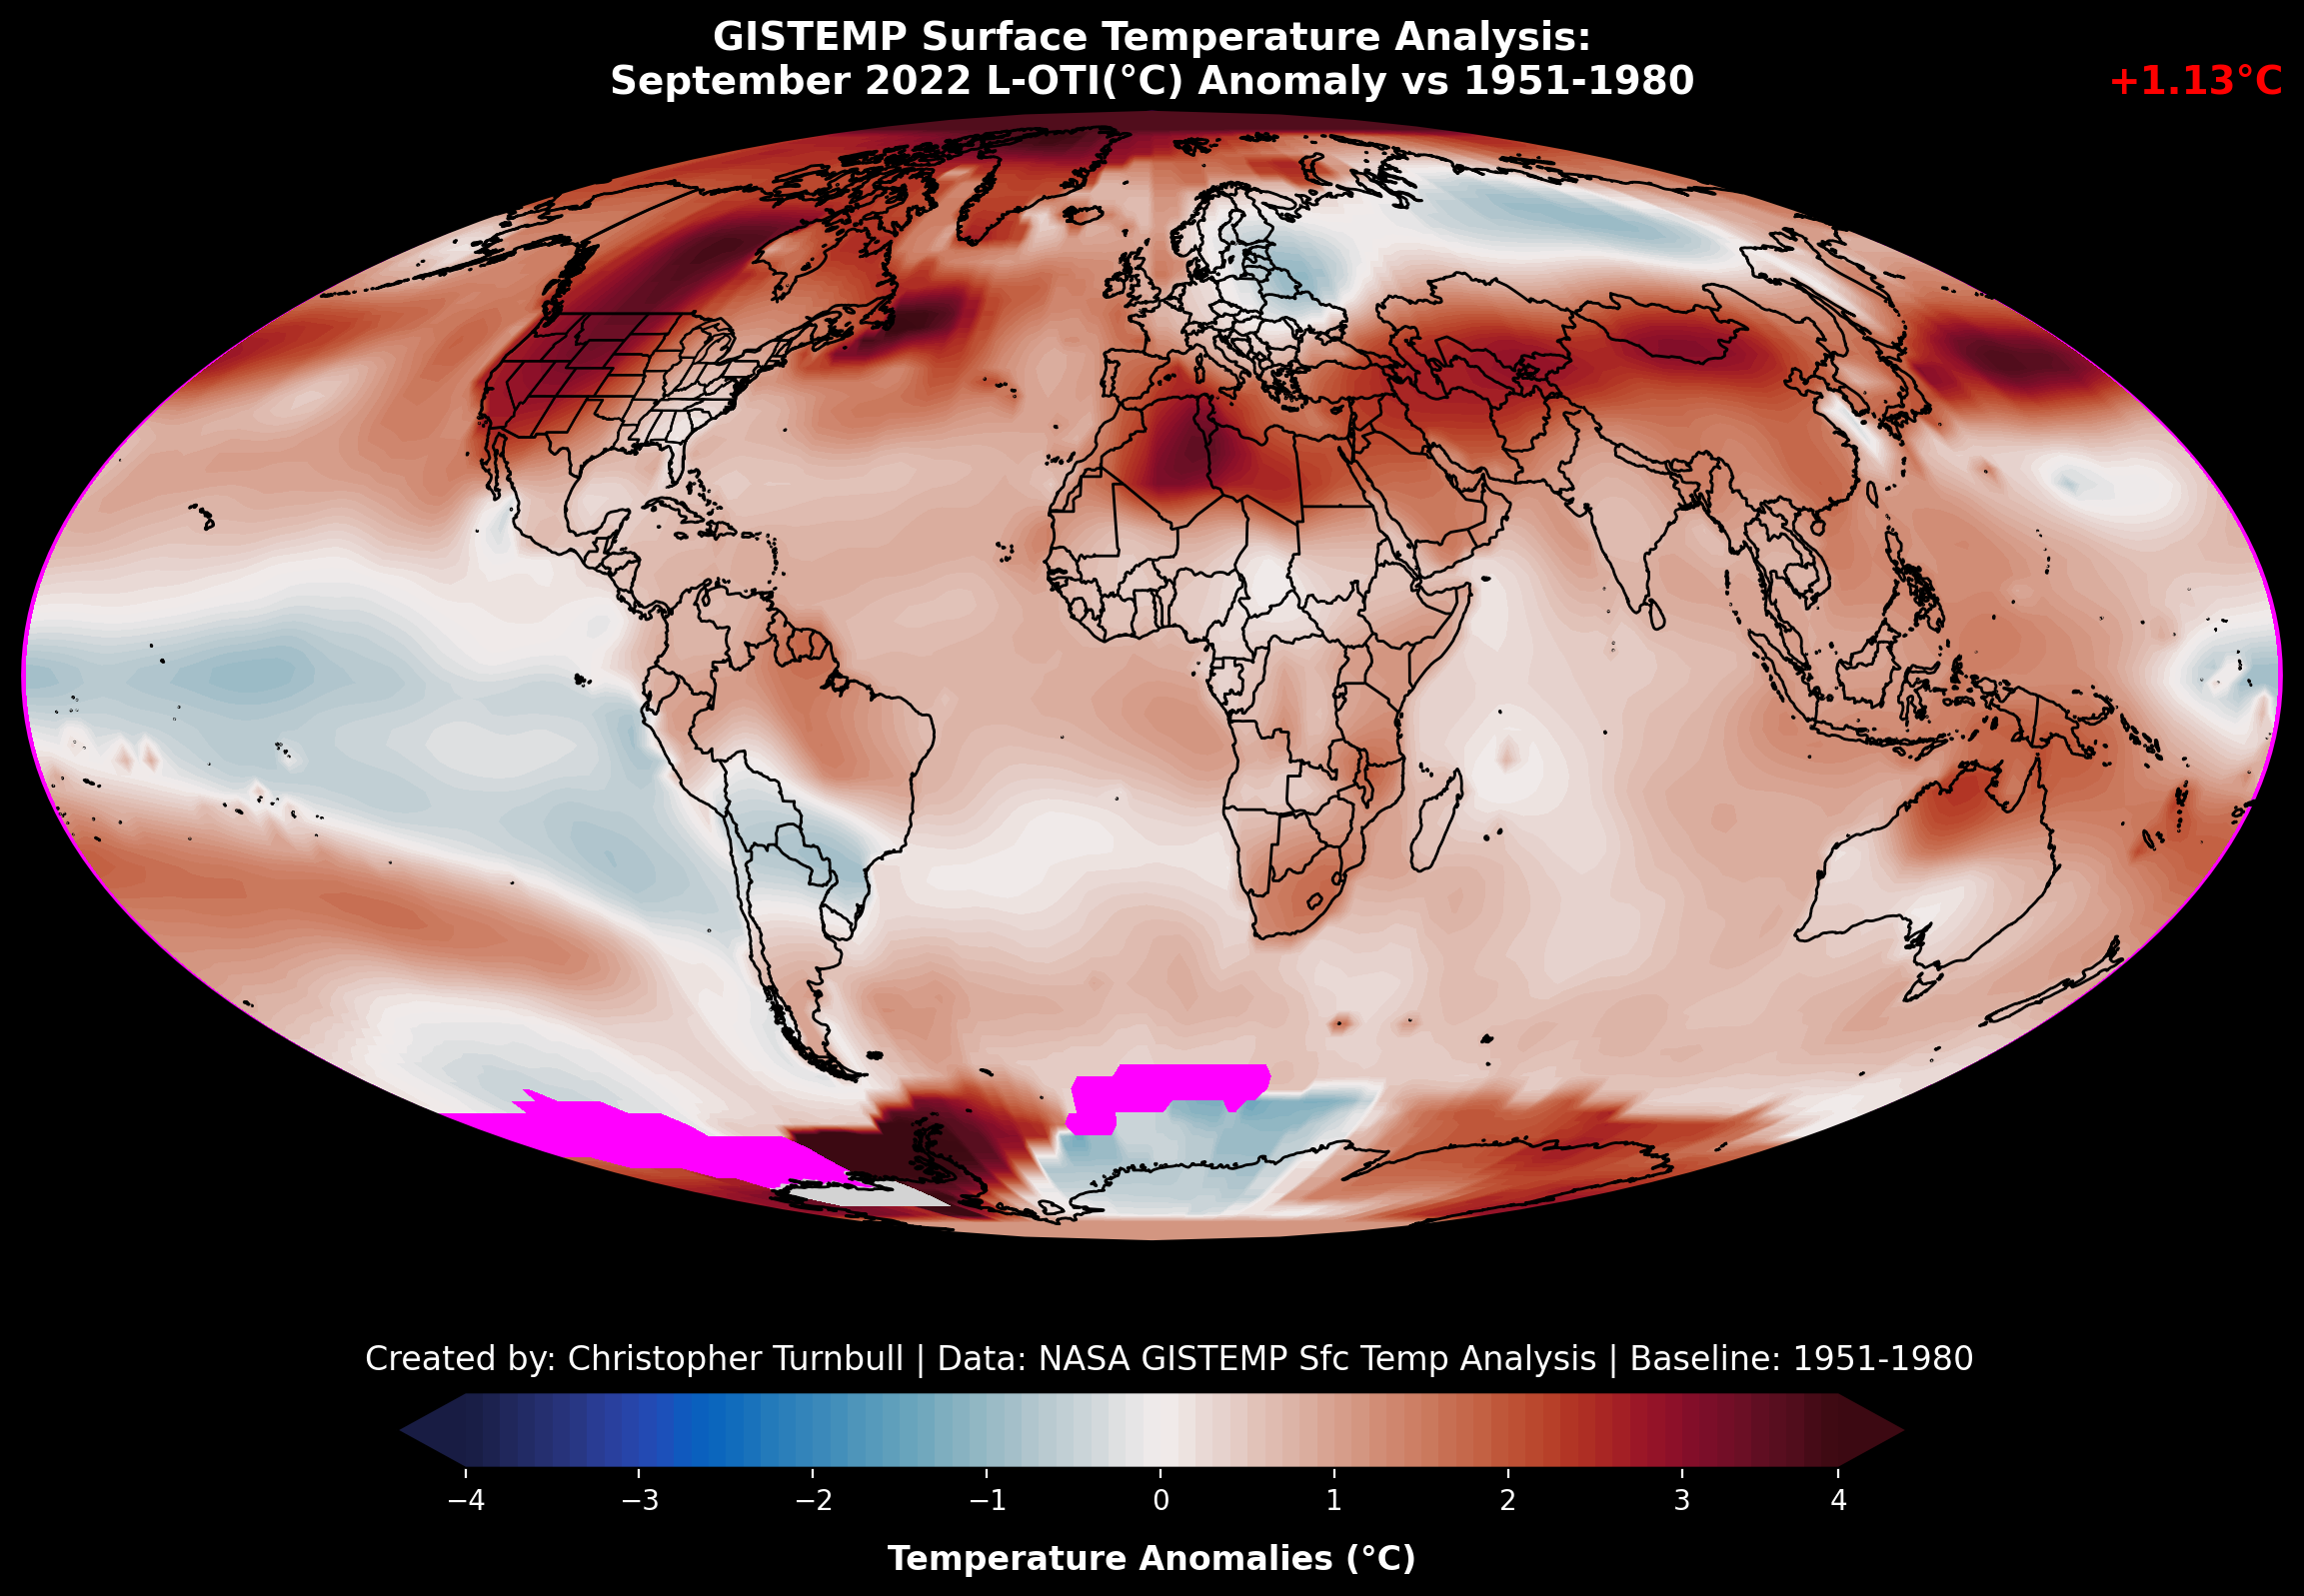 GISTEMP Surface Temperature Analysis:
September 2022 L-OTI(°C) Anomaly vs 1951-1980
+1.13°C
Created by: Christopher Turnbull | Data: NASA GISTEMP Sfc Temp Analysis | Baseline: 1951-1980
−4 −3 −2 −1 0 1 2 3 4
Temperature Anomalies (°C)